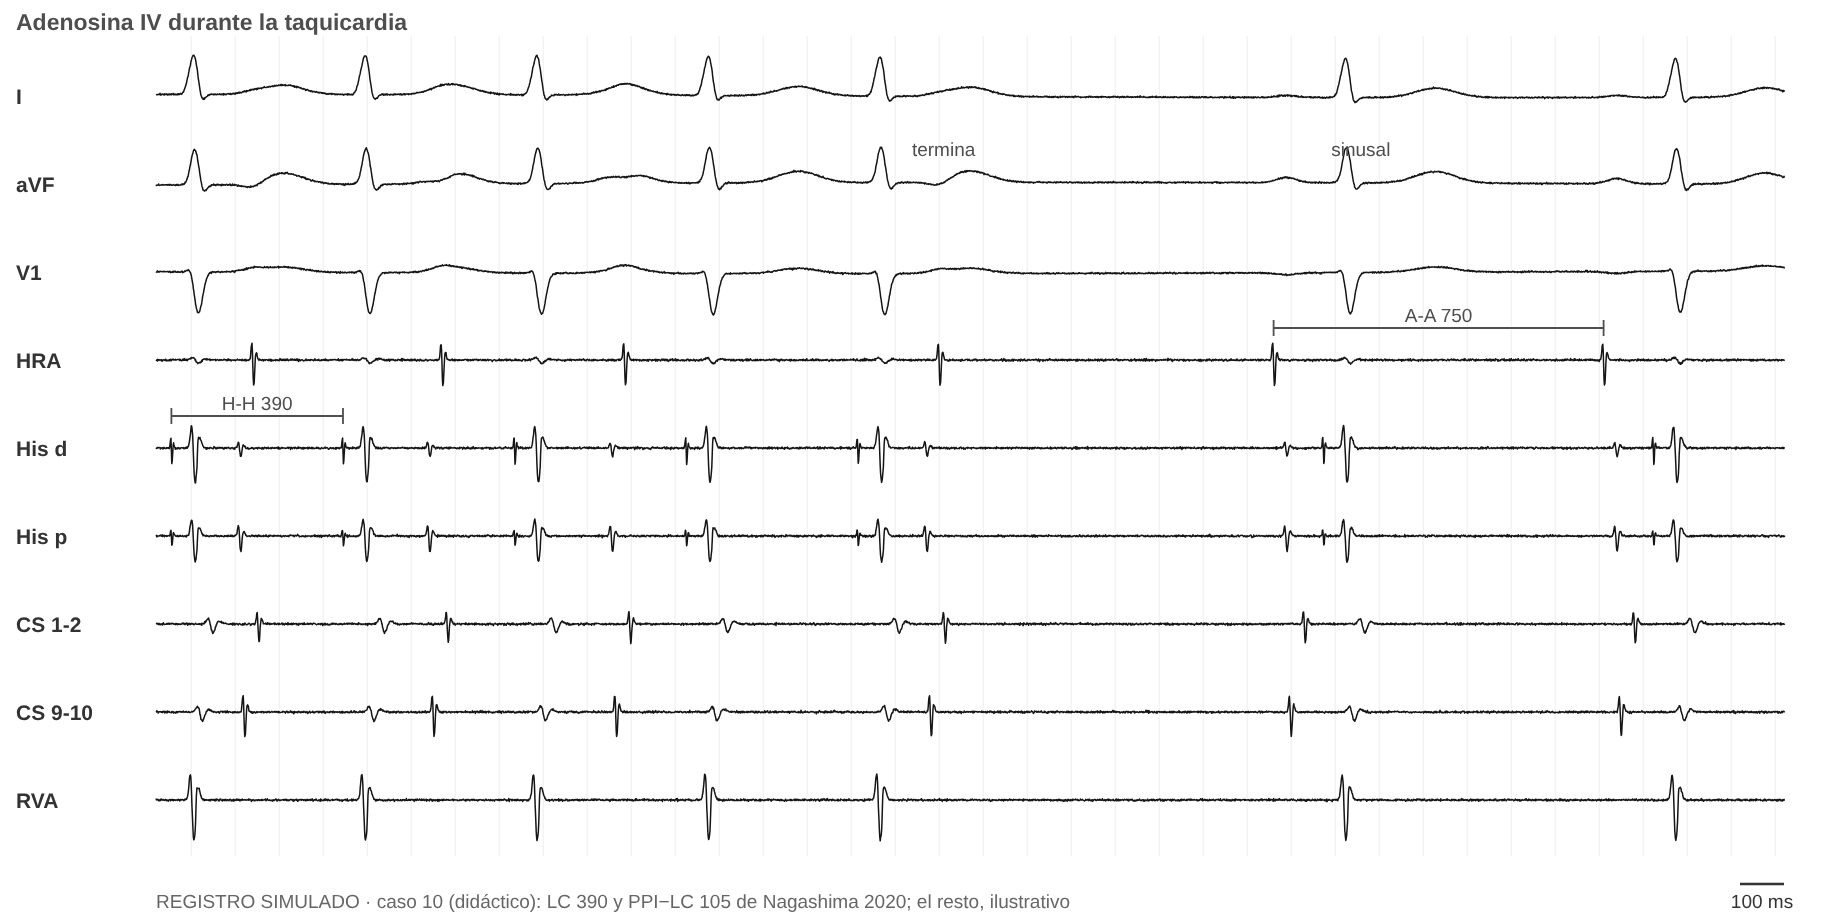 Adenosina IV durante la taquicardia
I
aVF
termina
sinusal
V1
A-A 750
HRA
H-H 390
His d
His p
CS 1-2
CS 9-10
RVA
REGISTRO SIMULADO · caso 10 (didáctico): LC 390 y PPI−LC 105 de Nagashima 2020; el resto, ilustrativo
100 ms